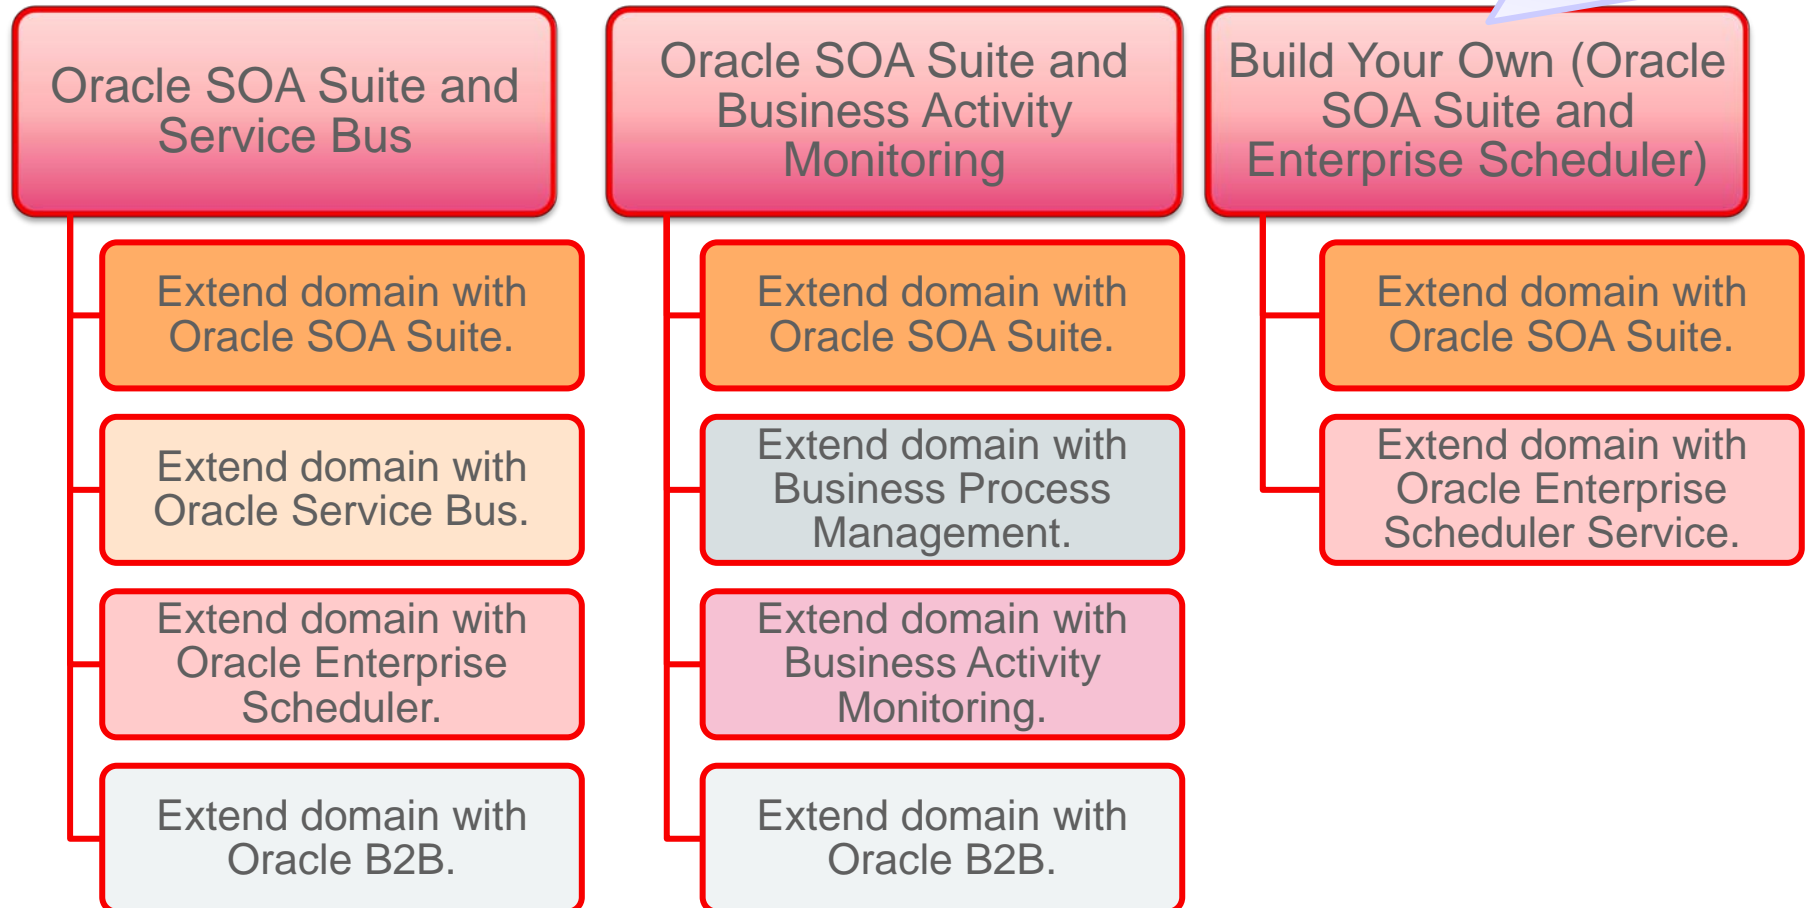 Oracle SOA Suite and
Service Bus
Extend domain with
Oracle SOA Suite.
Extend domain with
Oracle Service Bus.
Extend domain with
Oracle Enterprise
Scheduler.
Extend domain with
Oracle B2B.
Oracle SOA Suite and
Business Activity
Monitoring
Extend domain with
Oracle SOA Suite.
Extend domain with
Business Process
Management.
Extend domain with
Business Activity
Monitoring.
Extend domain with
Oracle B2B.
Build Your Own (Oracle
SOA Suite and
Enterprise Scheduler)
Extend domain with
Oracle SOA Suite.
Extend domain with
Oracle Enterprise
Scheduler Service.